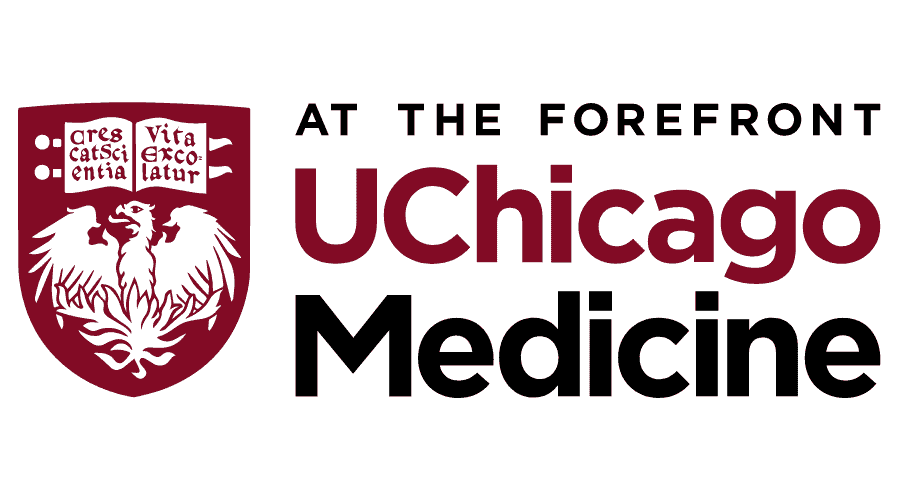 Cres
catSci
entia
Vita
Exco=
latur
AT THE FOREFRONT
UChicago
Medicine